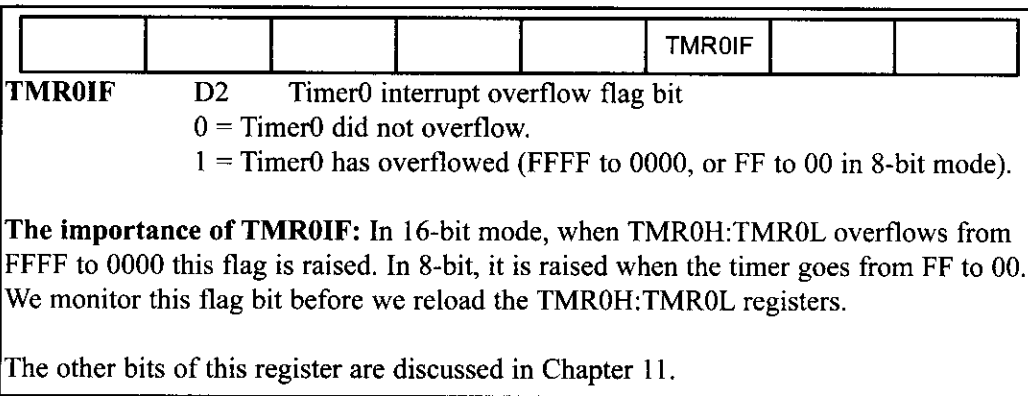 TMR0IF
TMR0IF D2 Timer0 interrupt overflow flag bit
0 = Timer0 did not overflow.
1 = Timer0 has overflowed (FFFF to 0000, or FF to 00 in 8-bit mode).
The importance of TMR0IF: In 16-bit mode, when TMR0H:TMR0L overflows from
FFFF to 0000 this flag is raised. In 8-bit, it is raised when the timer goes from FF to 00.
We monitor this flag bit before we reload the TMR0H:TMR0L registers.
The other bits of this register are discussed in Chapter 11.